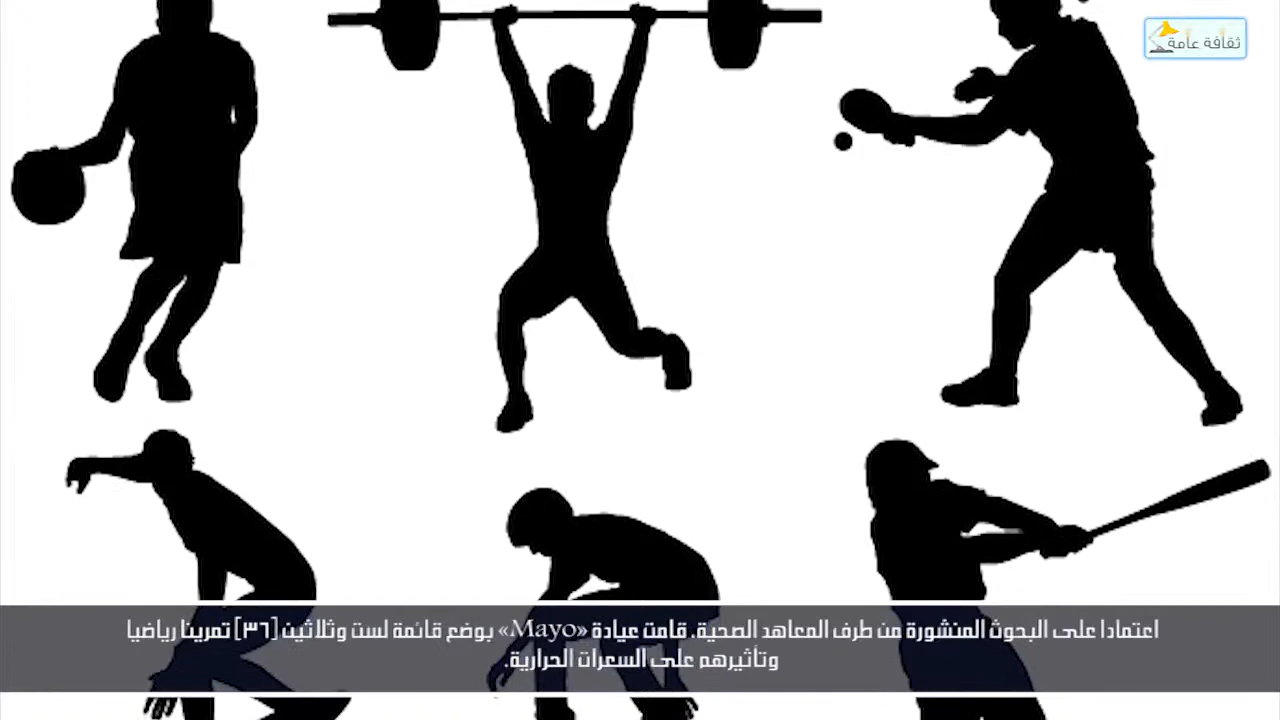 ثقافة عامة
اعتمادا على البحوث المنشورة من طرف المعاهد الصحية، قامت عيادة «Mayo» بوضع قائمة لست وثلاثين [٣٦] تمرينا رياضيا
وتأثيرهم على السعرات الحرارية.